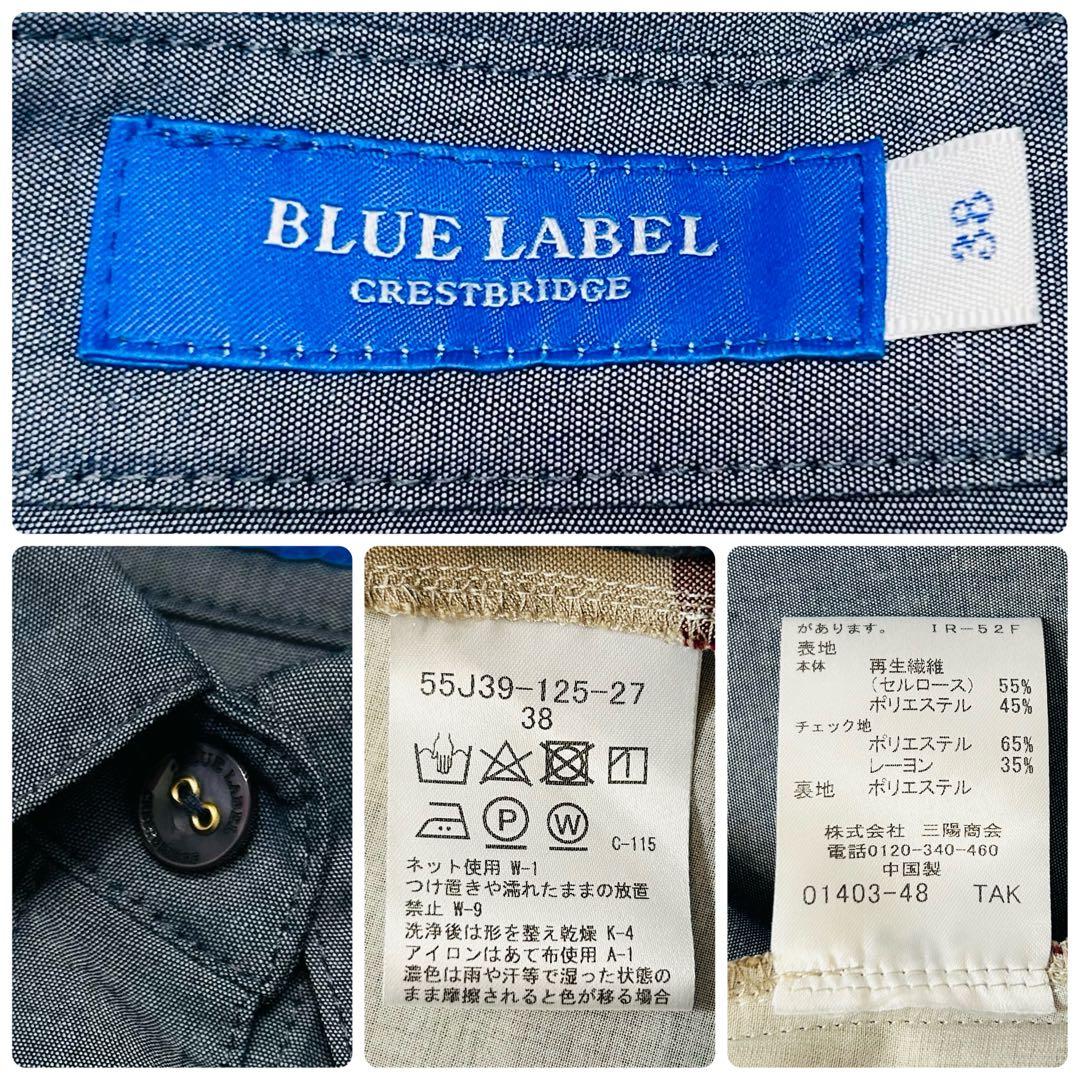 BLUE LABEL
CRESTBRIDGE
38
BLUE LABEL
55J39-125-27
38
P
W
C-115
ネット使用 W-1
つけ置きや濡れたままの放置
禁止 W-9
洗浄後は形を整え乾燥 K-4
アイロンはあて布使用 A-1
濃色は雨や汗等で湿った状態の
まま摩擦されると色が移る場合
があります。 IR-52F
表地
本体 再生繊維
(セルロース) 55%
ポリエステル 45%
チェック地
ポリエステル 65%
レーヨン 35%
裏地 ポリエステル
株式会社 三陽商会
電話0120-340-460
中国製
01403-48 TAK